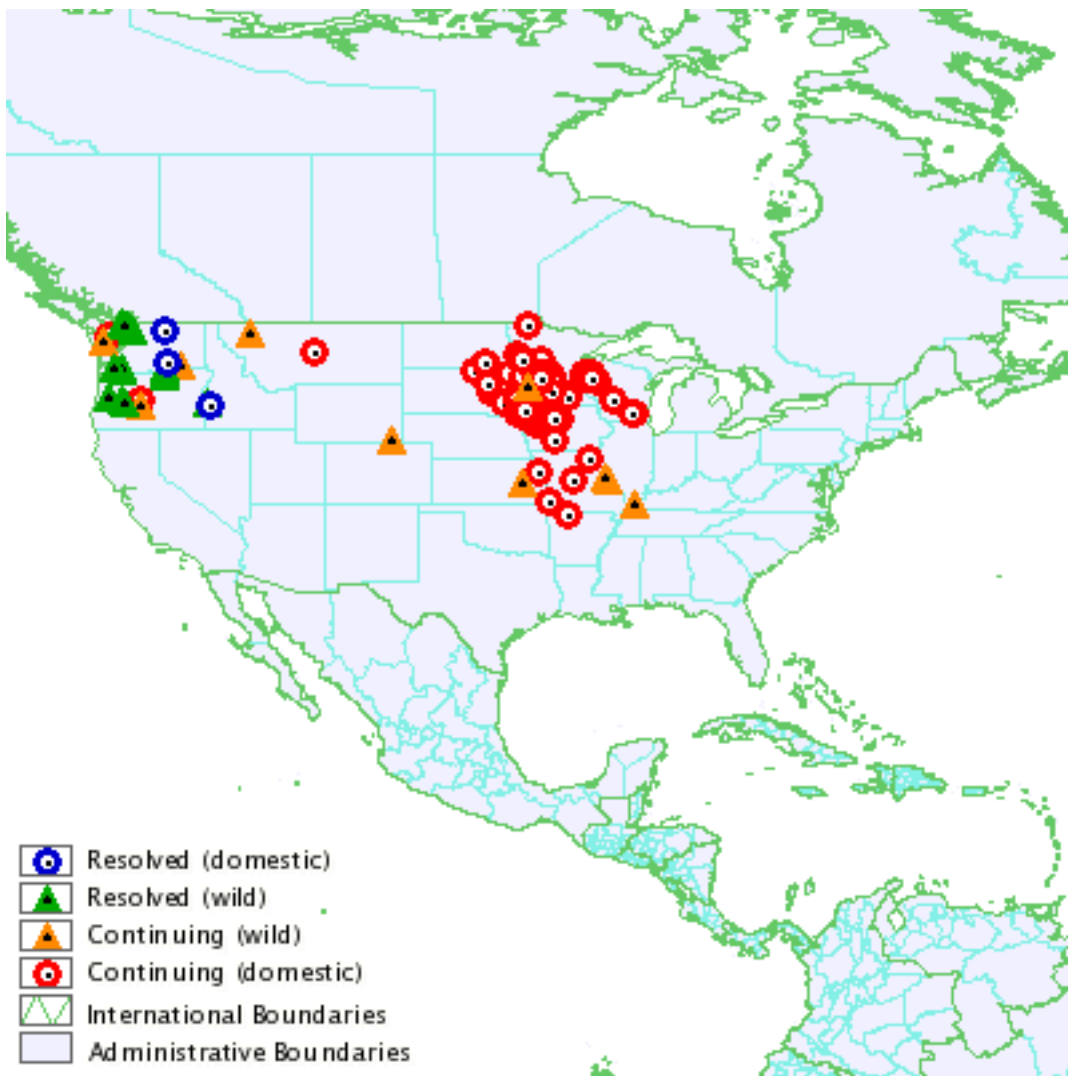 Resolved (domestic)
Resolved (wild)
Continuing (wild)
Continuing (domestic)
International Boundaries
Administrative Boundaries